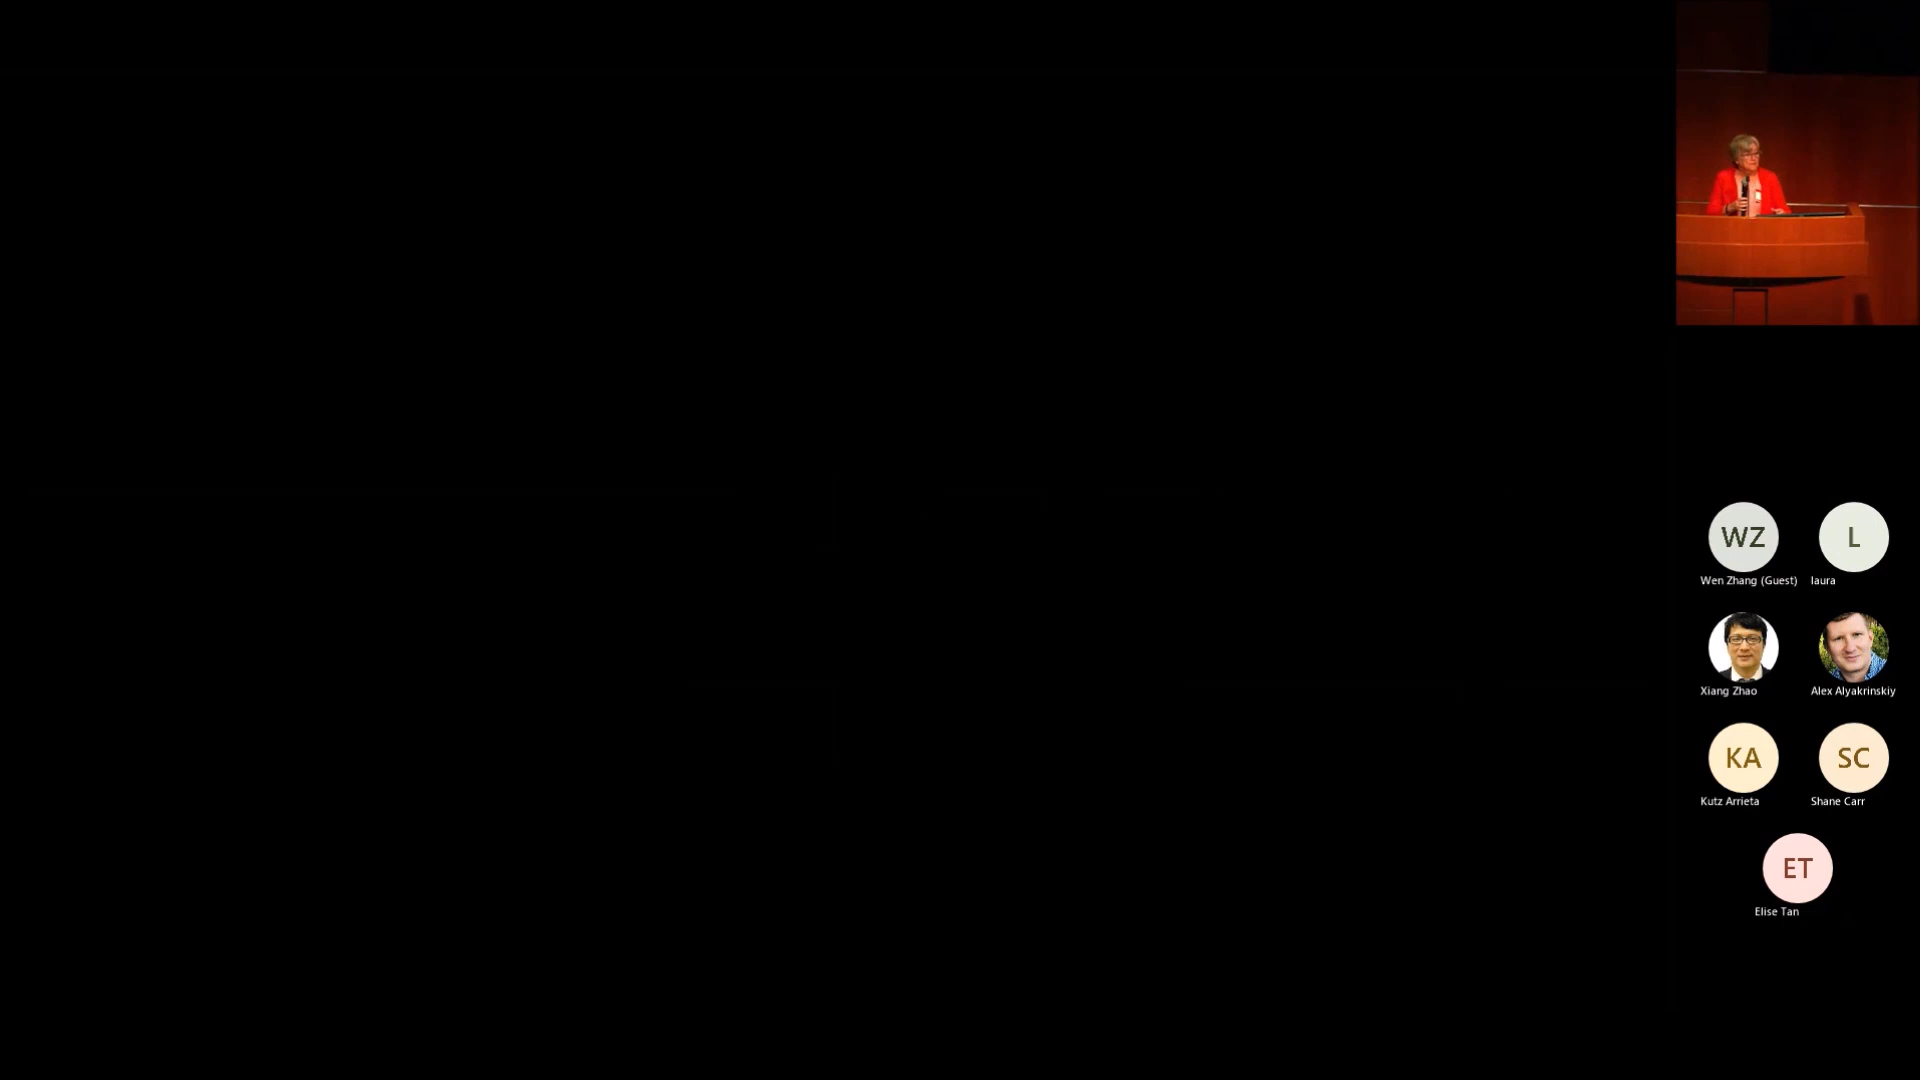 WZ
L
Wen Zhang (Guest)
laura
Xiang Zhao
Alex Alyakrinskiy
KA
SC
Kutz Arrieta
Shane Carr
ET
Elise Tan